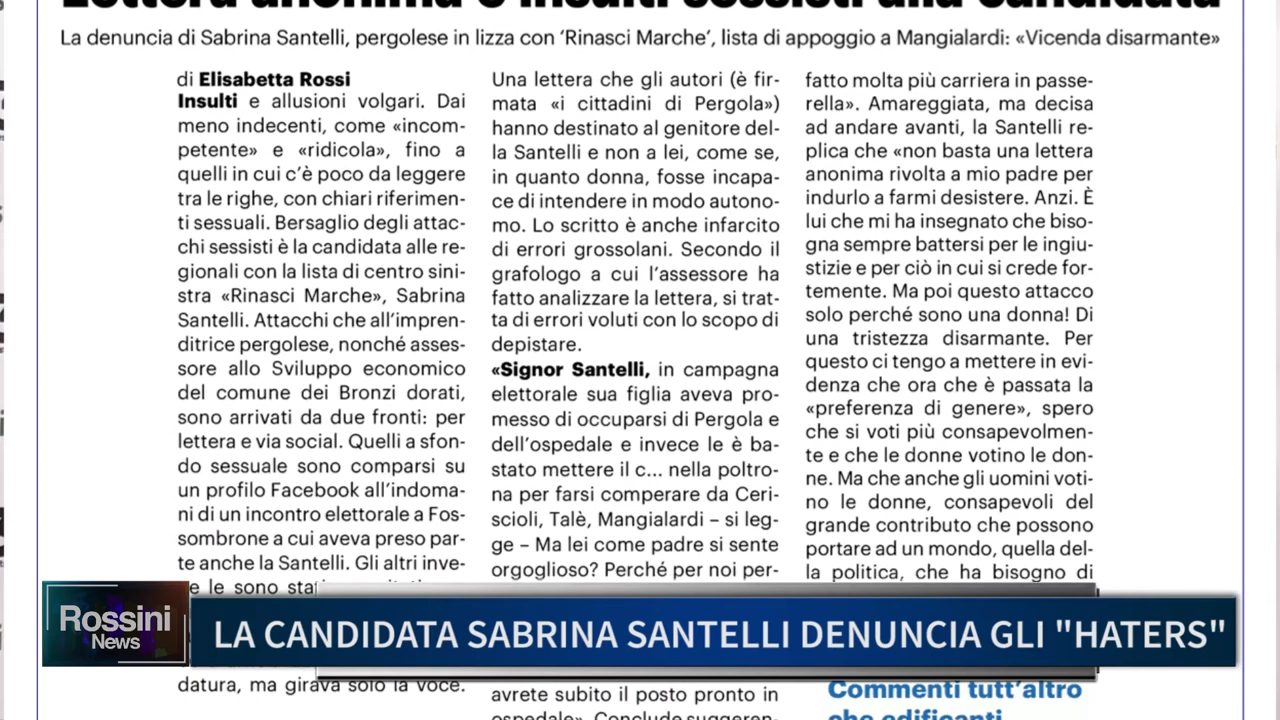 Lettera anonima e insulti sessisti alla candidata
La denuncia di Sabrina Santelli, pergolese in lizza con ‘Rinasci Marche’, lista di appoggio a Mangialardi: «Vicenda disarmante»
di Elisabetta Rossi
Insulti e allusioni volgari. Dai
meno indecenti, come «incom-
petente» e «ridicola», fino a
quelli in cui c’è poco da leggere
tra le righe, con chiari riferimen-
ti sessuali. Bersaglio degli attac-
chi sessisti è la candidata alle re-
gionali con la lista di centro sini-
stra «Rinasci Marche», Sabrina
Santelli. Attacchi che all’impren-
ditrice pergolese, nonché asses-
sore allo Sviluppo economico
del comune dei Bronzi dorati,
sono arrivati da due fronti: per
lettera e via social. Quelli a sfon-
do sessuale sono comparsi su
un profilo Facebook all’indoma-
ni di un incontro elettorale a Fos-
sombrone a cui aveva preso par-
te anche la Santelli. Gli altri inve-
le sono
datura, ma girava solo la voce.
Una lettera che gli autori (è fir-
mata «i cittadini di Pergola»)
hanno destinato al genitore del-
la Santelli e non a lei, come se,
in quanto donna, fosse incapa-
ce di intendere in modo autono-
mo. Lo scritto è anche infarcito
di errori grossolani. Secondo il
grafologo a cui l’assessore ha
fatto analizzare la lettera, si trat-
ta di errori voluti con lo scopo di
depistare.
«Signor Santelli, in campagna
elettorale sua figlia aveva pro-
messo di occuparsi di Pergola e
dell’ospedale e invece le è ba-
stato mettere il c... nella poltro-
na per farsi comperare da Ceri-
scioli, Talè, Mangialardi – si leg-
ge – Ma lei come padre si sente
orgoglioso? Perché per noi per-
avrete subito il posto pronto in
ospedale». Conclude suggeren-
fatto molta più carriera in passe-
rella». Amareggiata, ma decisa
ad andare avanti, la Santelli re-
plica che «non basta una lettera
anonima rivolta a mio padre per
indurlo a farmi desistere. Anzi. È
lui che mi ha insegnato che biso-
gna sempre battersi per le ingiu-
stizie e per ciò in cui si crede for-
temente. Ma poi questo attacco
solo perché sono una donna! Di
una tristezza disarmante. Per
questo ci tengo a mettere in evi-
denza che ora che è passata la
«preferenza di genere», spero
che si voti più consapevolmen-
te e che le donne votino le don-
ne. Ma che anche gli uomini voti-
no le donne, consapevoli del
grande contributo che possono
portare ad un mondo, quella del-
la politica, che ha bisogno di
Commenti tutt’altro
che edificanti
Rossini
News
LA CANDIDATA SABRINA SANTELLI DENUNCIA GLI "HATERS"